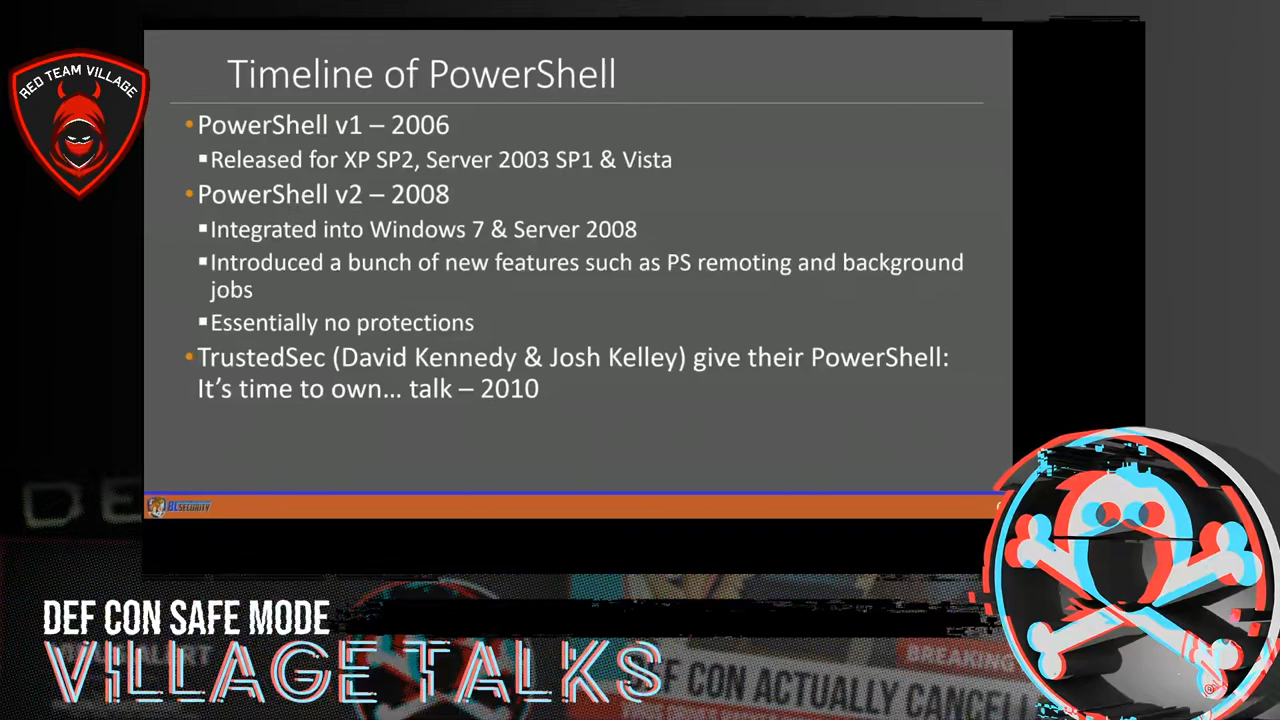 RED TEAM VILLAGE
Timeline of PowerShell
•PowerShell v1 – 2006
▪Released for XP SP2, Server 2003 SP1 & Vista
•PowerShell v2 – 2008
▪Integrated into Windows 7 & Server 2008
▪Introduced a bunch of new features such as PS remoting and background
jobs
▪Essentially no protections
•TrustedSec (David Kennedy & Josh Kelley) give their PowerShell:
It's time to own… talk – 2010
BC SECURITY
DEF CON SAFE MODE
VILLAGE TALKS
BREAKING
F CON ACTUALLY CANCELL